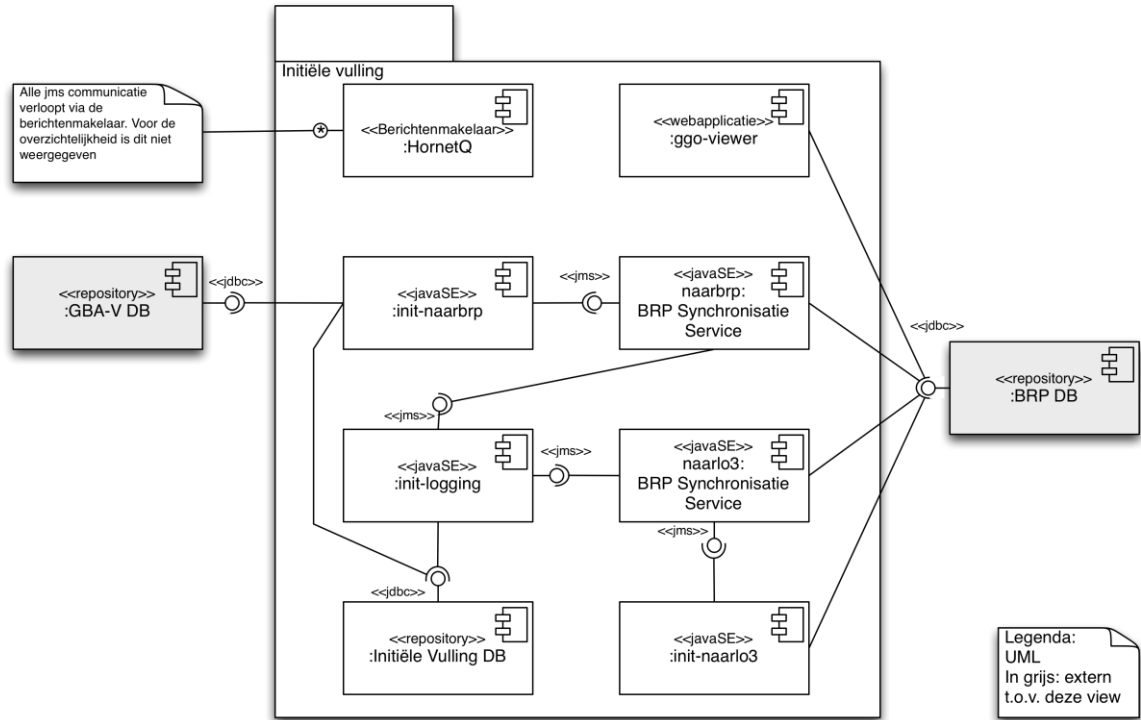 Initiële vulling
Alle jms communicatie
verloopt via de
berichtenmakelaar. Voor de
overzichtelijkheid is dit niet
weergegeven
*
<<Berichtenmakelaar>>
:HornetQ
<<webapplicatie>>
:ggo-viewer
<<repository>>
:GBA-V DB
<<jdbc>>
<<javaSE>>
:init-naarbrp
<<jms>>
<<javaSE>>
naarbrp:
BRP Synchronisatie
Service
<<jdbc>>
<<repository>>
:BRP DB
<<jms>>
<<javaSE>>
:init-logging
<<jms>>
<<javaSE>>
naarlo3:
BRP Synchronisatie
Service
<<jms>>
<<jdbc>>
<<repository>>
:Initiële Vulling DB
<<javaSE>>
:init-naarlo3
Legenda:
UML
In grijs: extern
t.o.v. deze view